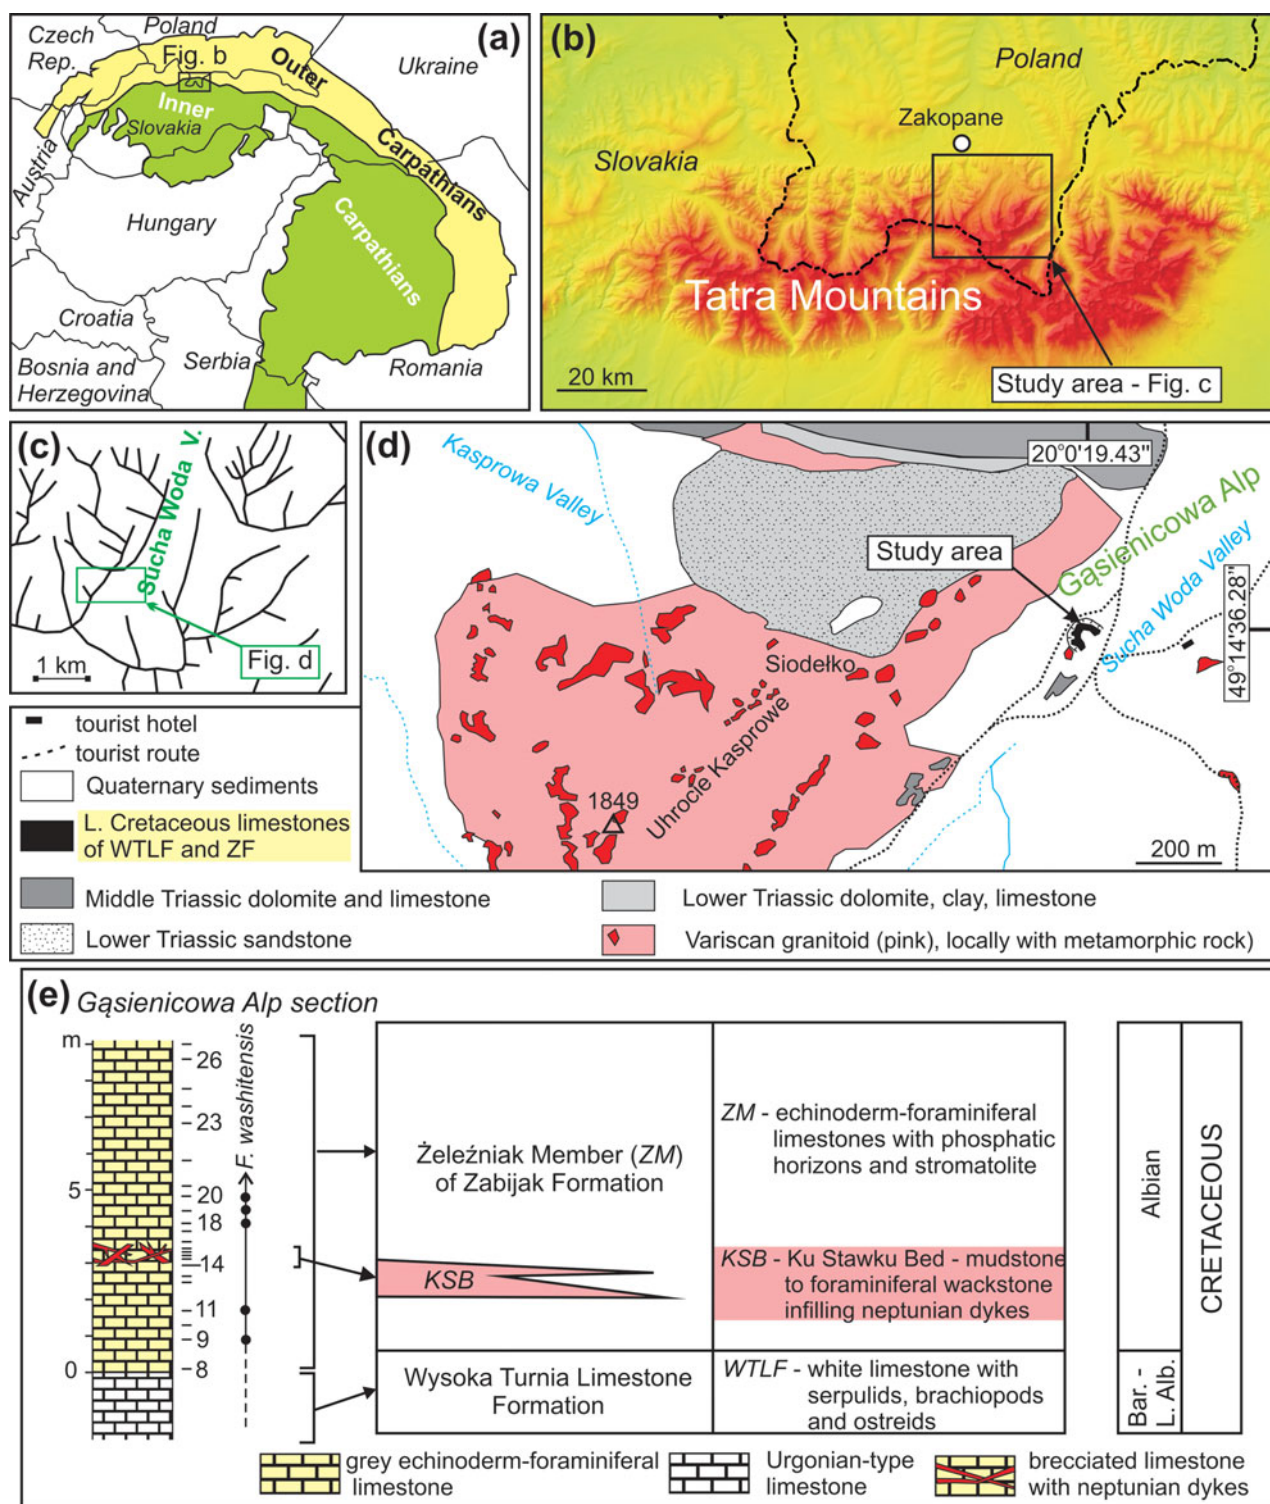 (a)
Czech
Rep.
Poland
Fig. b
Outer
Ukraine
Inner
Slovakia
Carpathians
Austria
Hungary
Carpathians
Croatia
Bosnia and
Herzegovina
Serbia
Romania
(b)
Poland
Zakopane
Slovakia
Tatra Mountains
20 km
Study area - Fig. c
(c)
Sucha Woda V.
1 km
Fig. d
(d)
Kasprowa Valley
20°0'19.43"
Gąsienicowa Alp
Study area
Sucha Woda Valley
49°14'36.28"
Siodełko
Uhrocie Kasprowe
1849
200 m
tourist hotel
tourist route
Quaternary sediments
L. Cretaceous limestones
of WTLF and ZF
Middle Triassic dolomite and limestone
Lower Triassic sandstone
Lower Triassic dolomite, clay, limestone
Variscan granitoid (pink), locally with metamorphic rock)
(e) Gąsienicowa Alp section
m
5
0
26
23
20
18
14
11
9
8
F. washitensis
Żeleźniak Member (ZM)
of Zabijak Formation
KSB
Wysoka Turnia Limestone
Formation
ZM - echinoderm-foraminiferal
limestones with phosphatic
horizons and stromatolite
KSB - Ku Stawku Bed - mudstone
to foraminiferal wackstone
infilling neptunian dykes
WTLF - white limestone with
serpulids, brachiopods
and ostreids
Albian
Bar. -
L. Alb.
CRETACEOUS
grey echinoderm-foraminiferal
limestone
Urgonian-type
limestone
brecciated limestone
with neptunian dykes